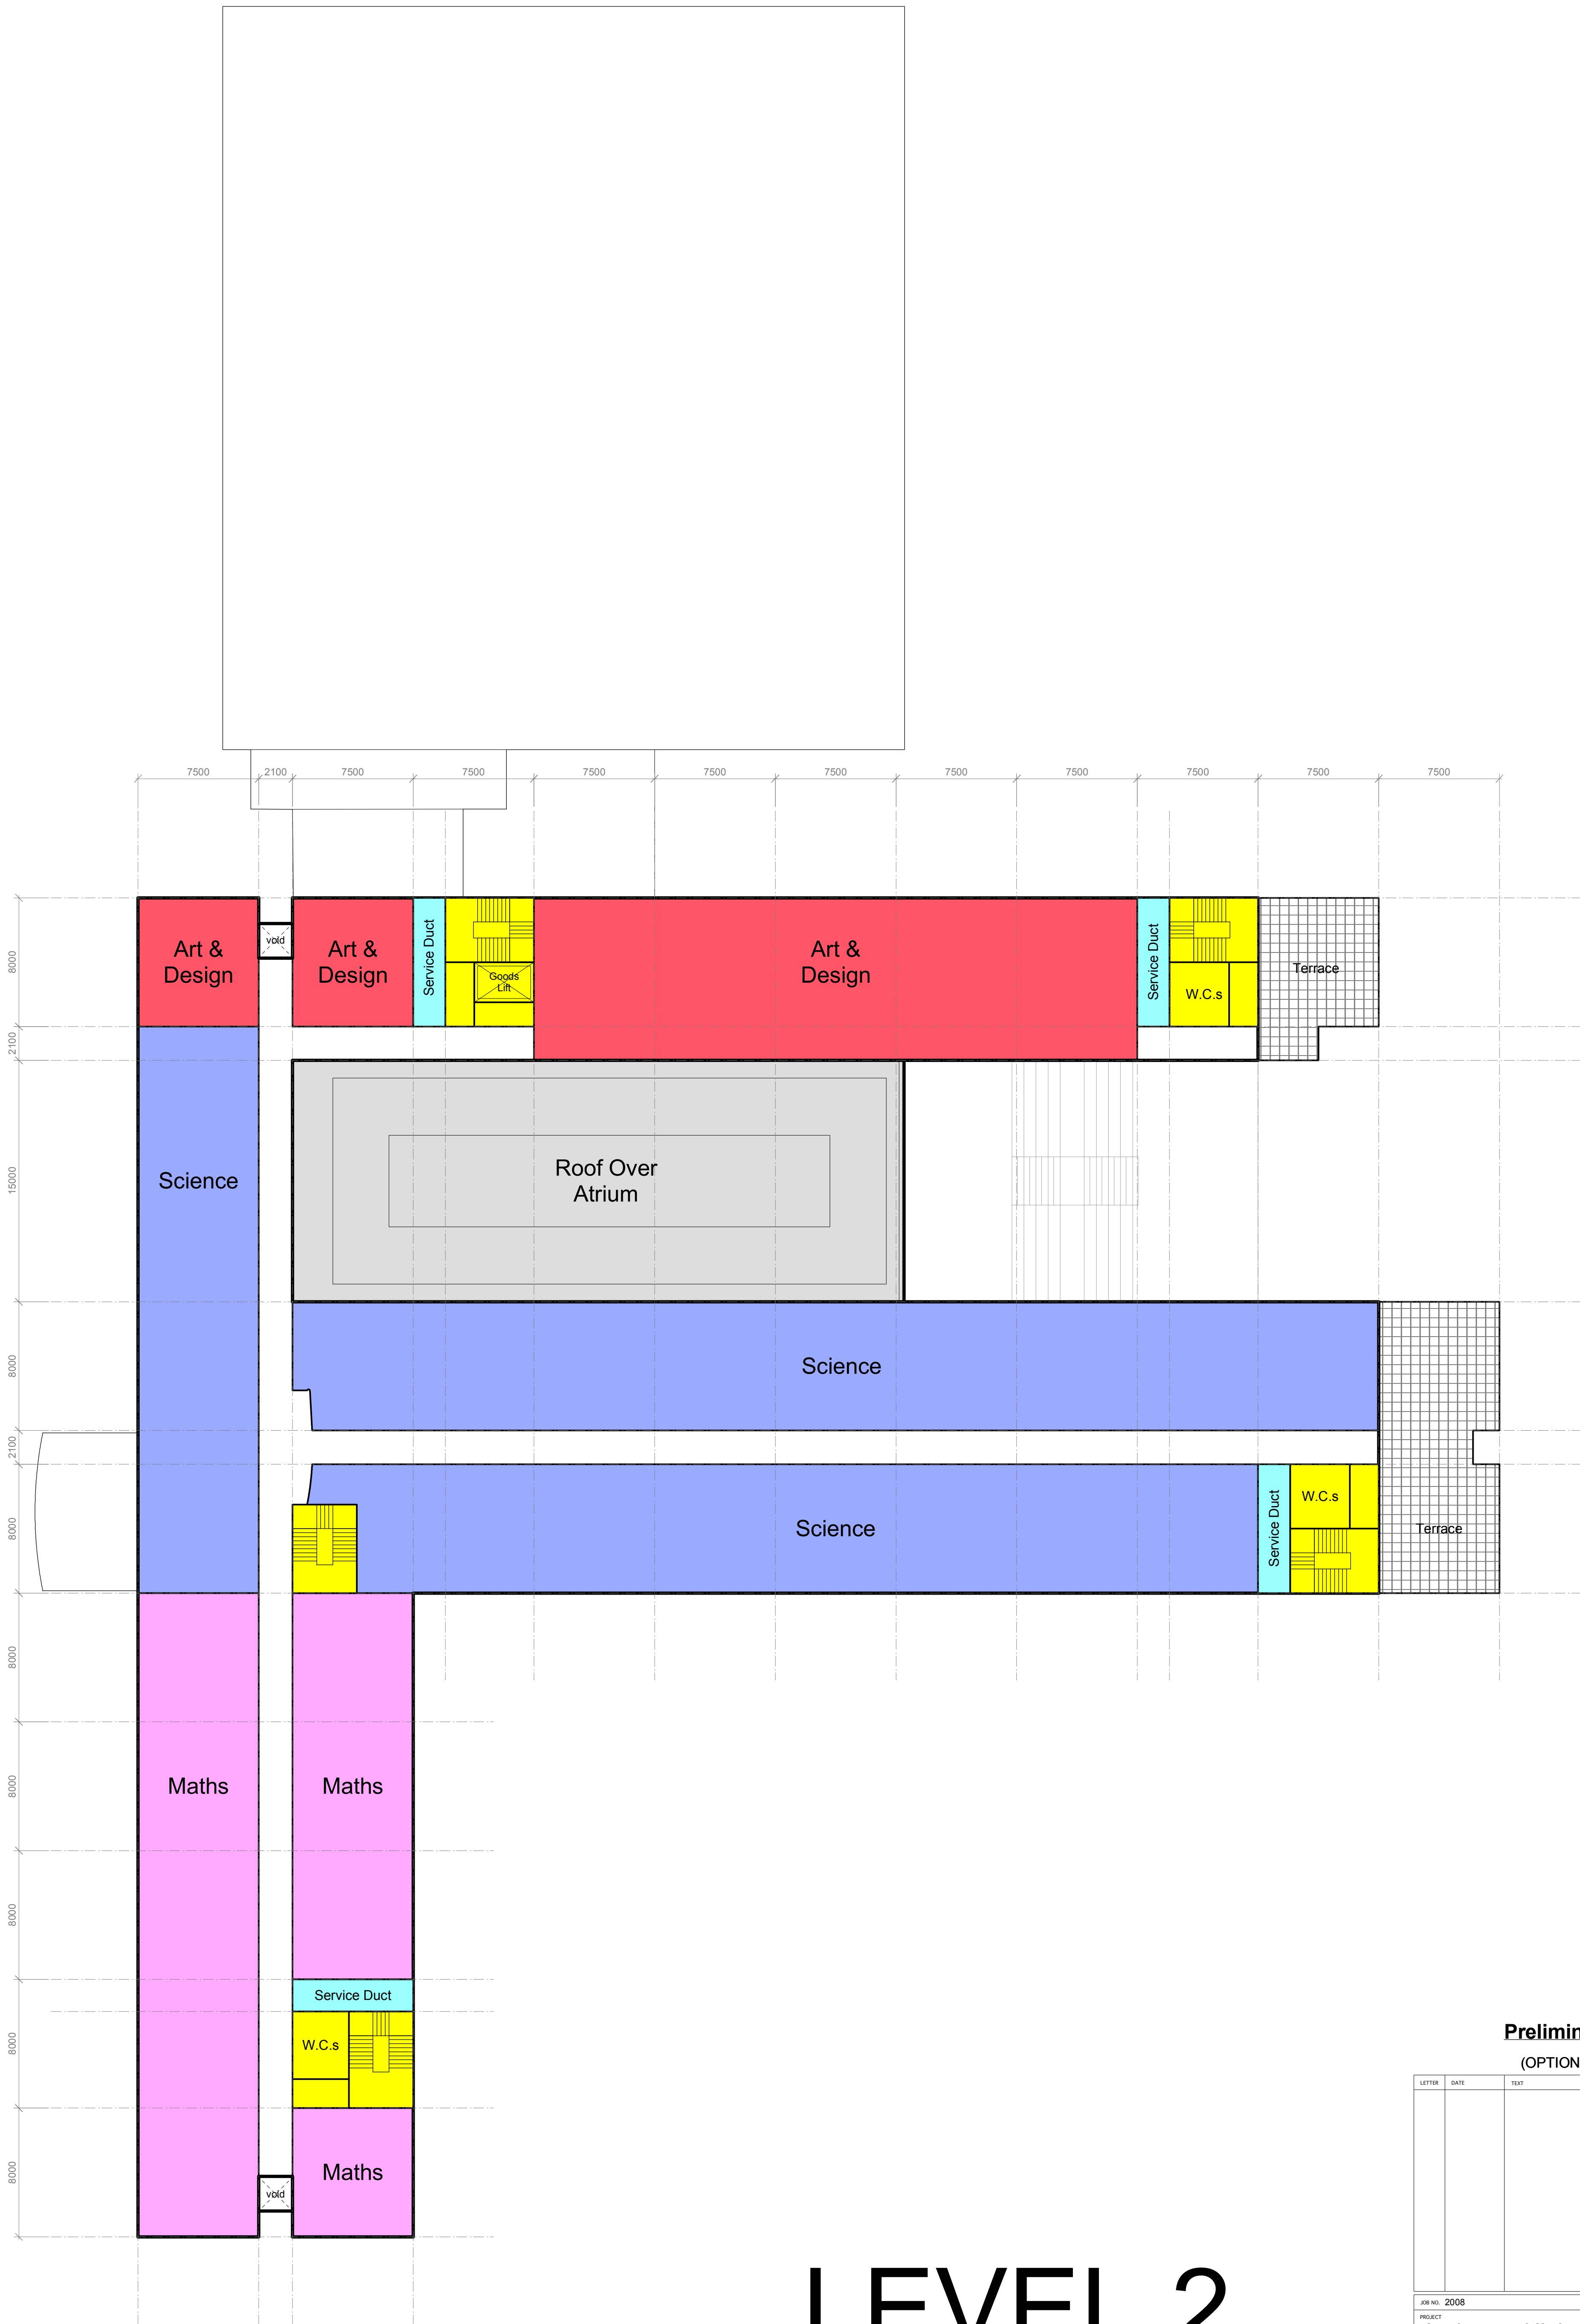 7500 2100 7500 7500 7500 7500 7500 7500 7500 7500 7500 7500
8000
2100
15000
8000
2100
8000
8000
8000
8000
8000
8000
Art &
Design
void
Art &
Design
Service Duct
Goods
Lift
Art &
Design
Service Duct
W.C.s
Terrace
Science
Roof Over
Atrium
Science
Science
Service Duct
W.C.s
Terrace
Maths
Maths
Service Duct
W.C.s
Maths
void
LEVEL 2
Prelimin
(OPTION
LETTER DATE TEXT
JOB NO. 2008
PROJECT